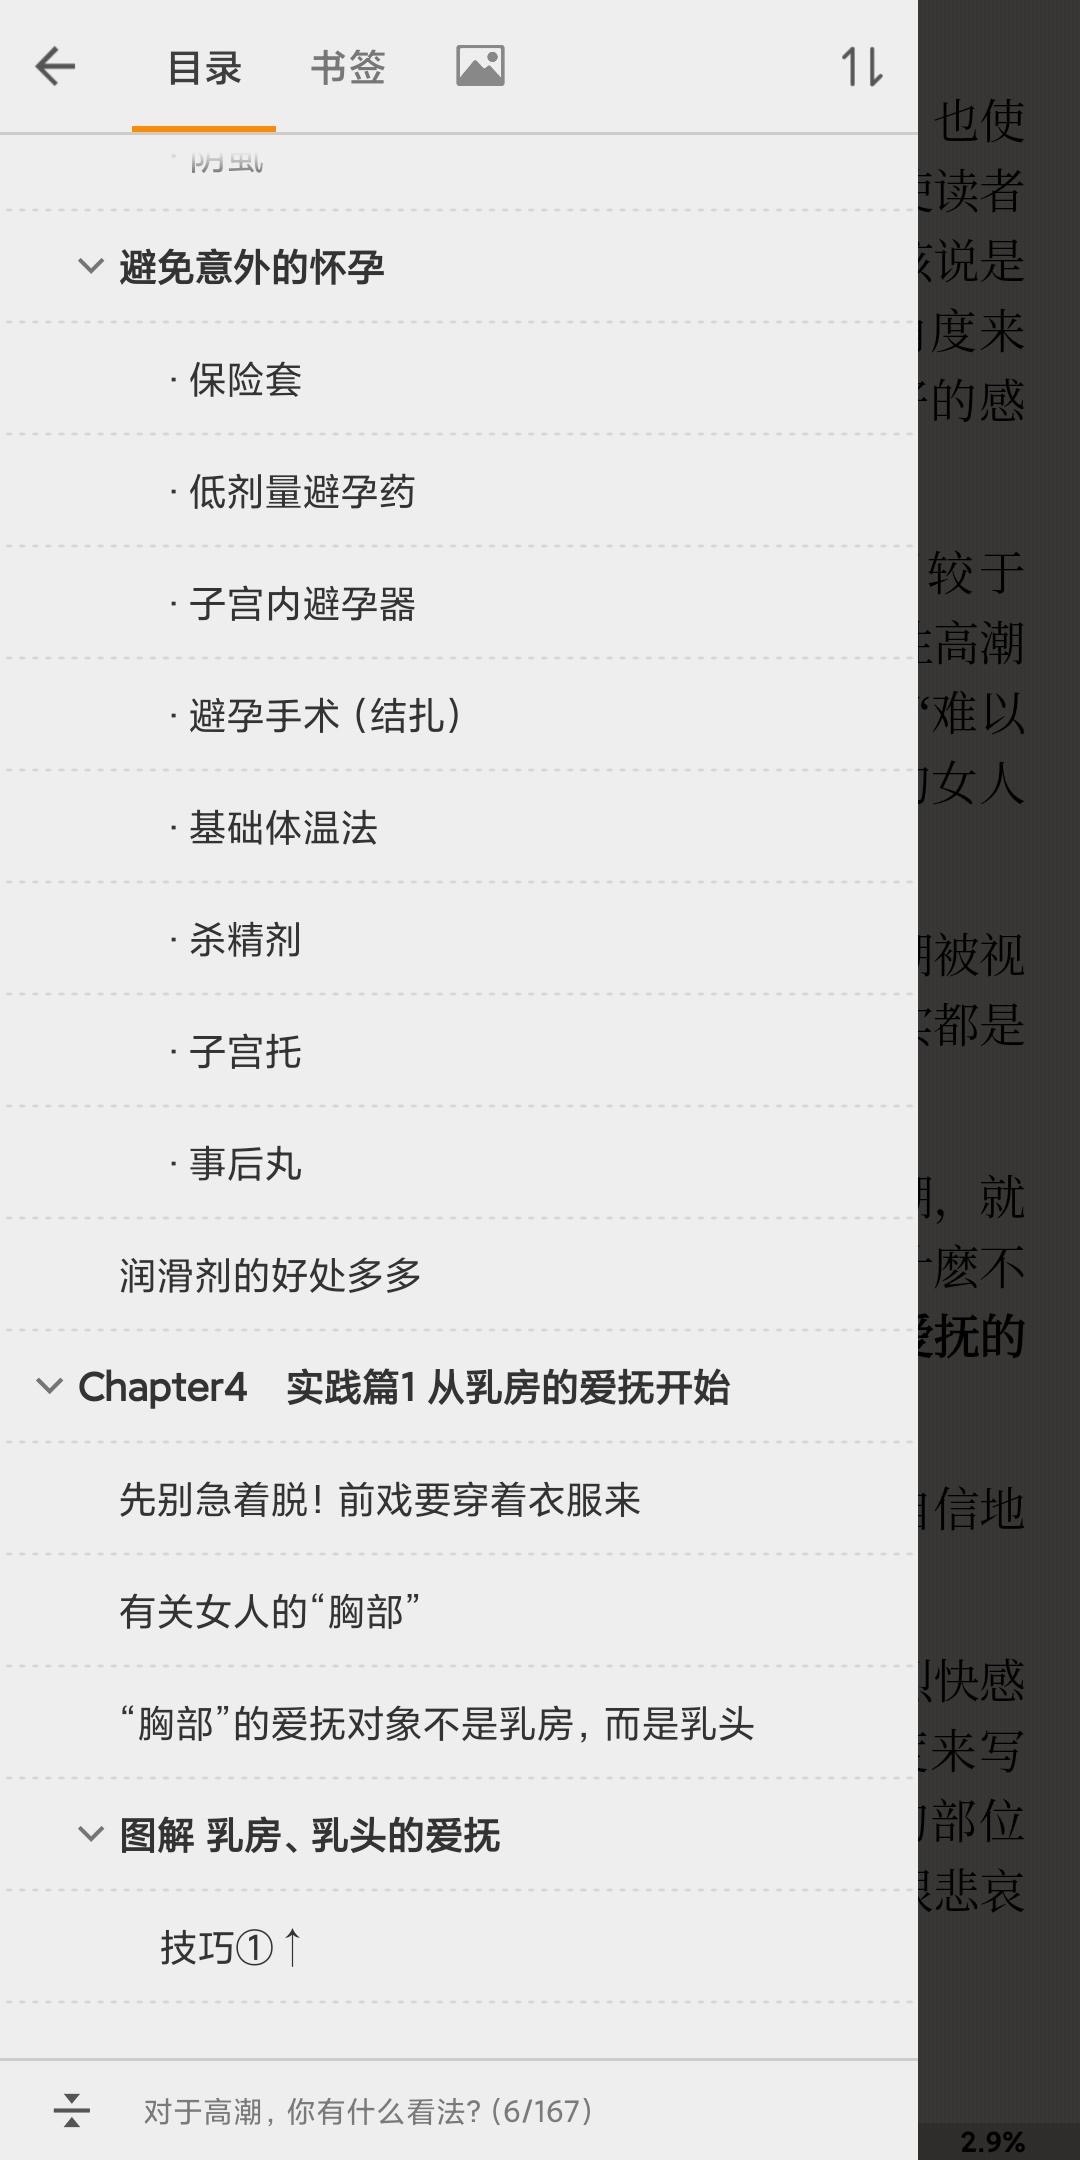 目录 书签
· 阴虱
避免意外的怀孕
· 保险套
· 低剂量避孕药
· 子宫内避孕器
· 避孕手术（结扎）
· 基础体温法
· 杀精剂
· 子宫托
· 事后丸
润滑剂的好处多多
Chapter4 实践篇1 从乳房的爱抚开始
先别急着脱！前戏要穿着衣服来
有关女人的“胸部”
“胸部”的爱抚对象不是乳房，而是乳头
图解 乳房、乳头的爱抚
技巧①↑
对于高潮，你有什么看法? (6/167)
也使
读者
说是
度来
的感
较于
高潮
“难以
女人
被视
都是
，就
麽不
爱抚的
信地
快感
来写
部位
悲哀
2.9%